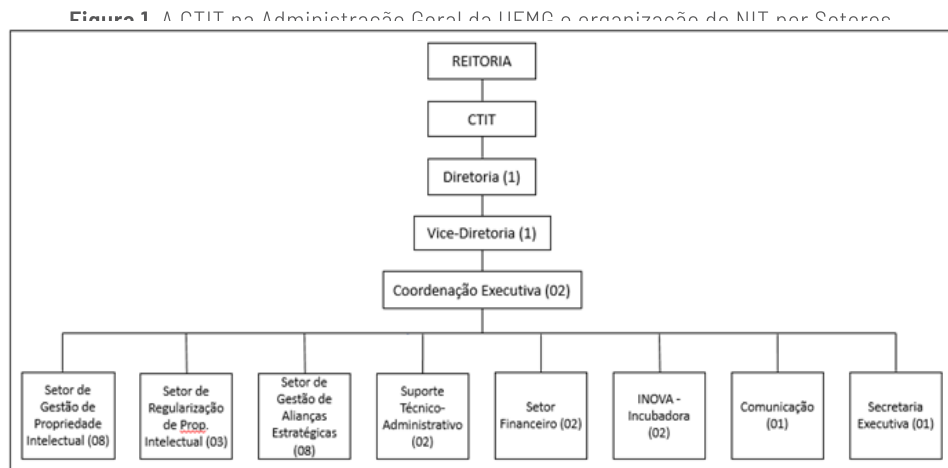 Figura 1. A CTIT na Administração Geral da UFMG e organização do NIT por Setores
REITORIA
CTIT
Diretoria (1)
Vice-Diretoria (1)
Coordenação Executiva (02)
Setor de
Gestão de
Propriedade
Intelectual (08)
Setor de
Regularização
de Prop.
Intelectual (03)
Setor de
Gestão de
Alianças
Estratégicas
(08)
Suporte
Técnico-
Administrativo
(02)
Setor
Financeiro (02)
INOVA -
Incubadora
(02)
Comunicação
(01)
Secretaria
Executiva (01)